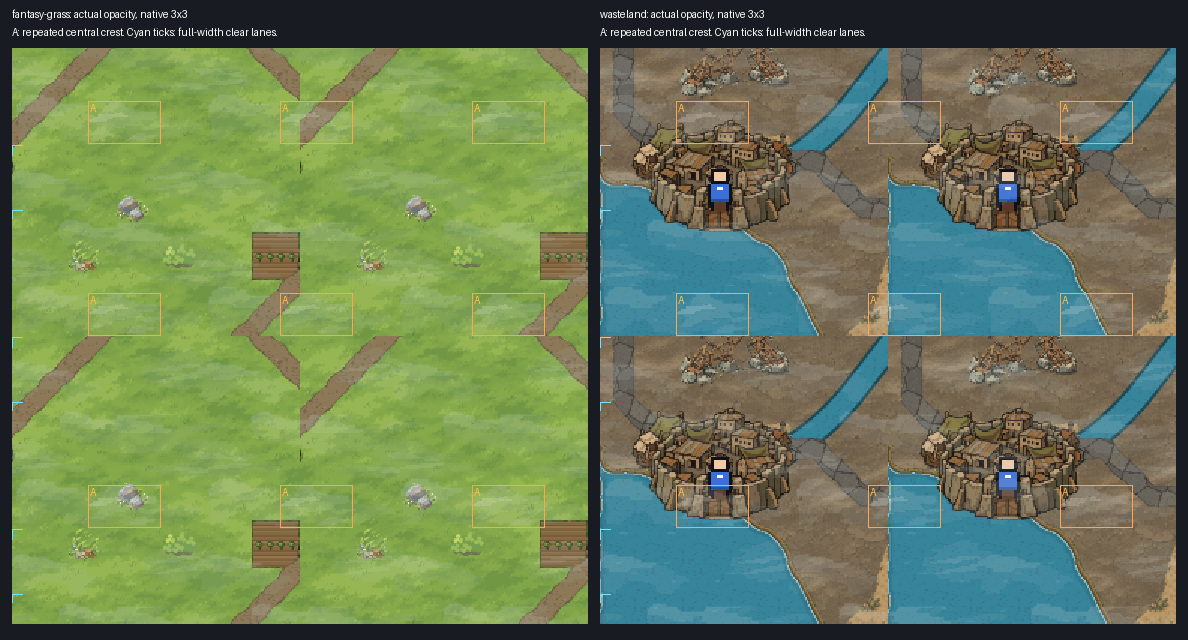 fantasy-grass: actual opacity, native 3x3
A: repeated central crest. Cyan ticks: full-width clear lanes.
wasteland: actual opacity, native 3x3
A: repeated central crest. Cyan ticks: full-width clear lanes.
A A A
A A A
A A A
A A A
A A A
A A A